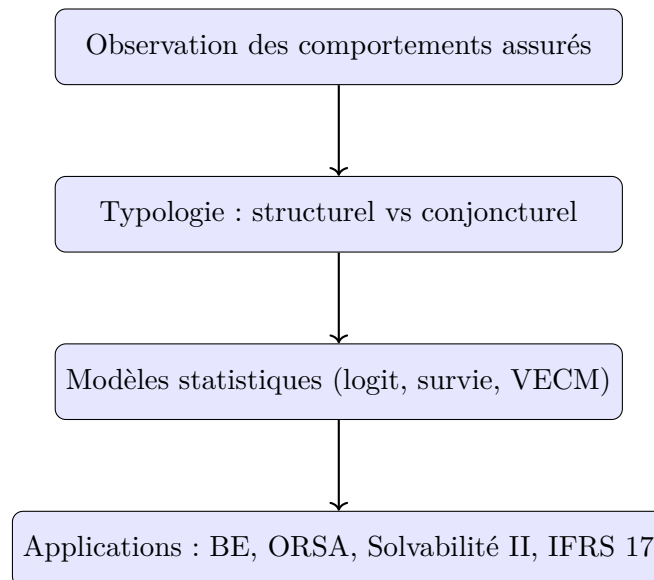 Observation des comportements assurés
Typologie : structurel vs conjoncturel
Modèles statistiques (logit, survie, VECM)
Applications : BE, ORSA, Solvabilité II, IFRS 17